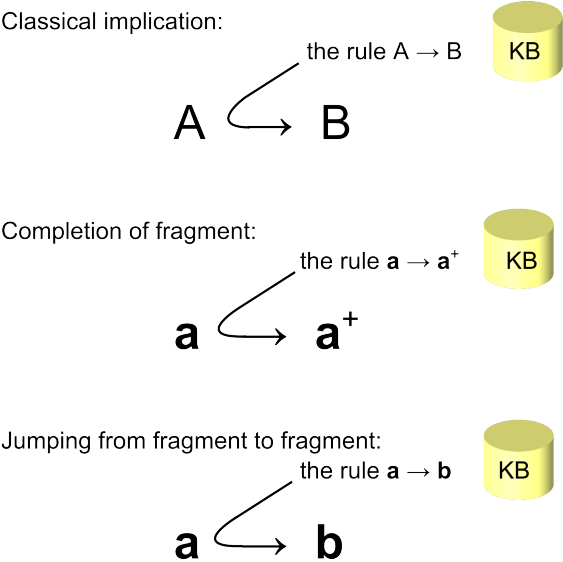 Classical implication:
the rule A → B
KB
A → B
Completion of fragment:
the rule a → a⁺
KB
a → a⁺
Jumping from fragment to fragment:
the rule a → b
KB
a → b